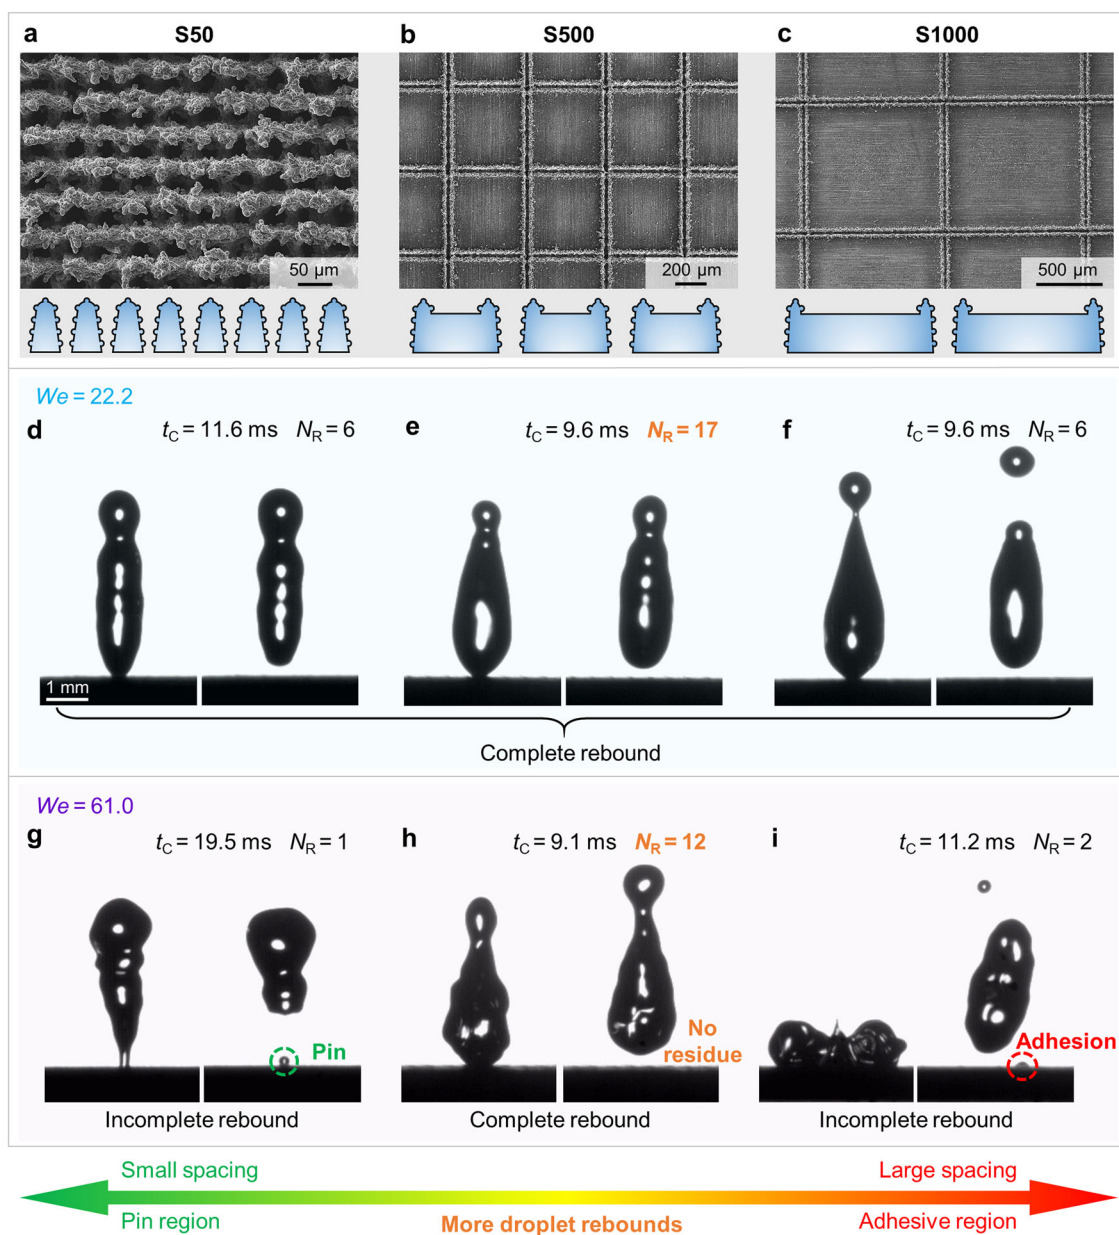 a S50
b S500
c S1000
50 μm
200 μm
500 μm
We = 22.2
d tC = 11.6 ms NR = 6
e tC = 9.6 ms NR = 17
f tC = 9.6 ms NR = 6
1 mm
Complete rebound
We = 61.0
g tC = 19.5 ms NR = 1
h tC = 9.1 ms NR = 12
i tC = 11.2 ms NR = 2
Pin
No
residue
Adhesion
Incomplete rebound
Complete rebound
Incomplete rebound
Small spacing
Large spacing
Pin region
More droplet rebounds
Adhesive region